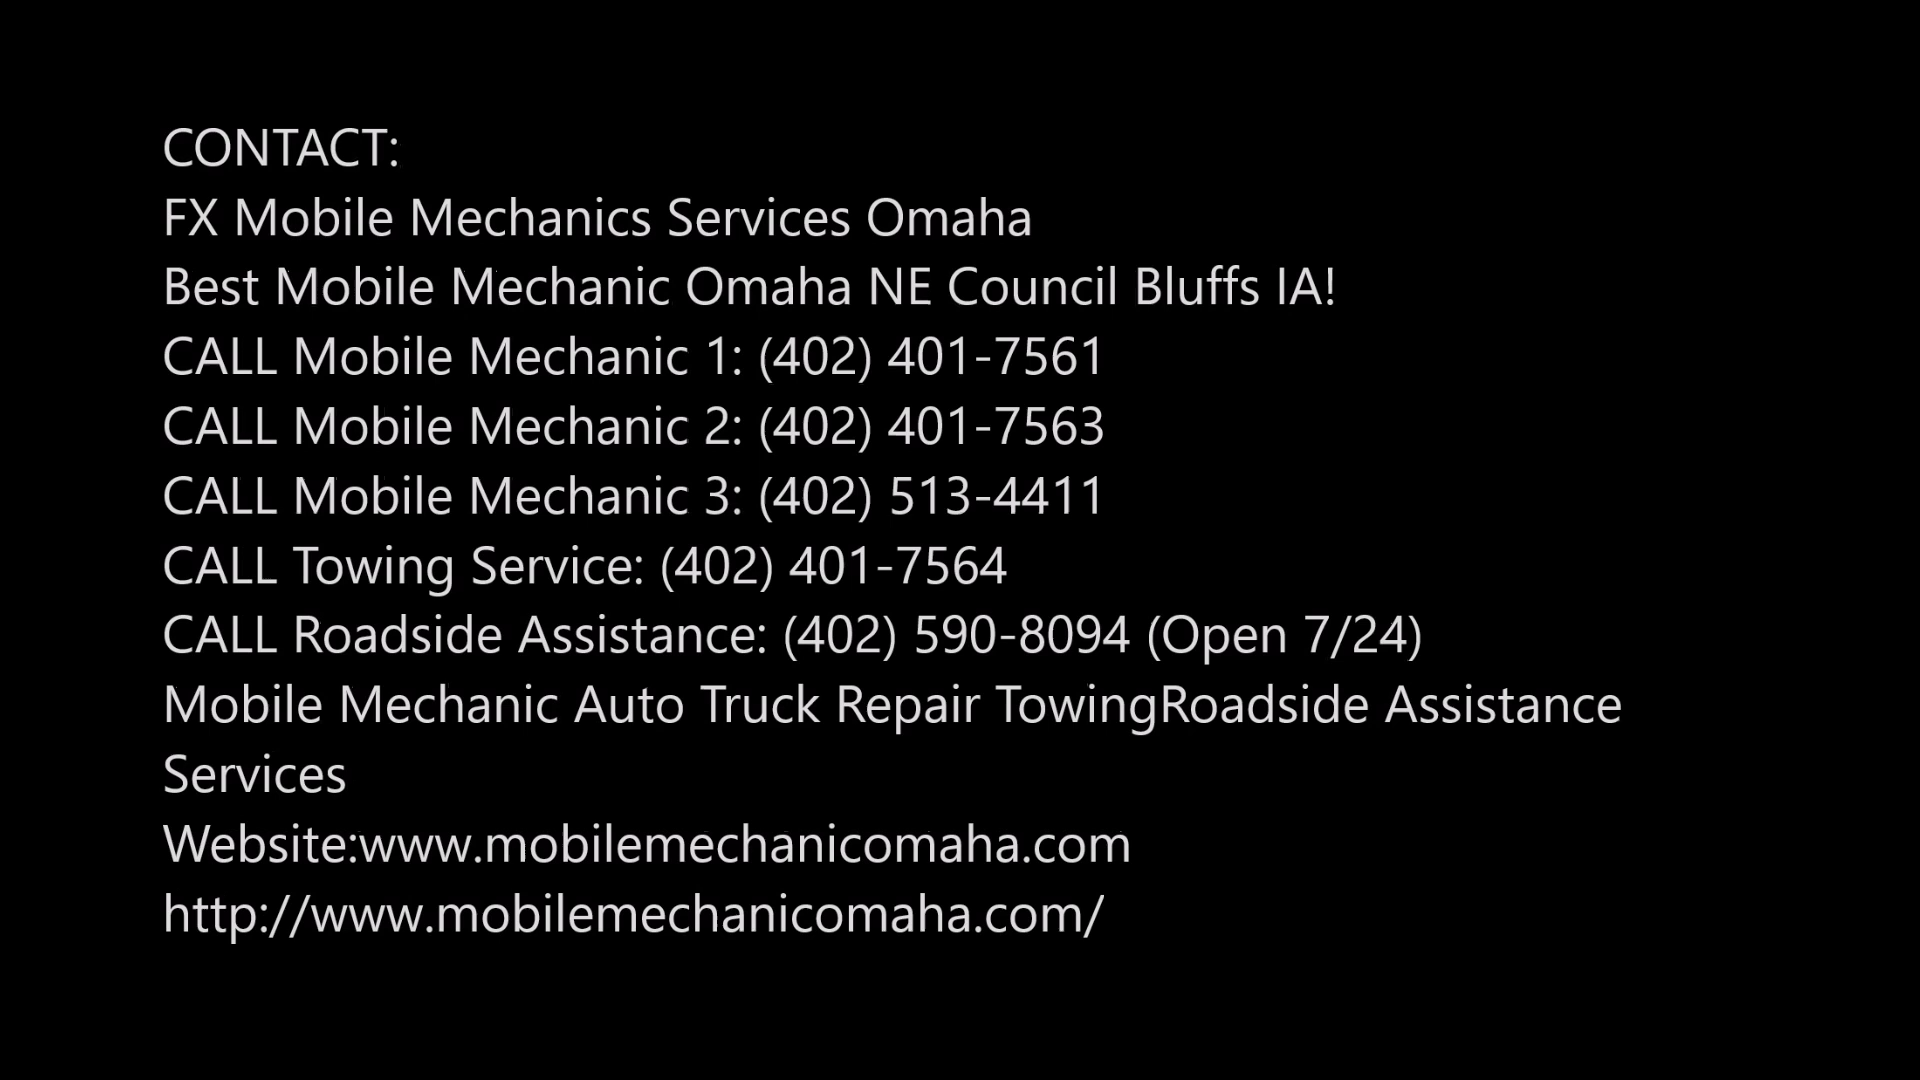 CONTACT:
FX Mobile Mechanics Services Omaha
Best Mobile Mechanic Omaha NE Council Bluffs IA!
CALL Mobile Mechanic 1: (402) 401-7561
CALL Mobile Mechanic 2: (402) 401-7563
CALL Mobile Mechanic 3: (402) 513-4411
CALL Towing Service: (402) 401-7564
CALL Roadside Assistance: (402) 590-8094 (Open 7/24)
Mobile Mechanic Auto Truck Repair TowingRoadside Assistance
Services
Website:www.mobilemechanicomaha.com
http://www.mobilemechanicomaha.com/